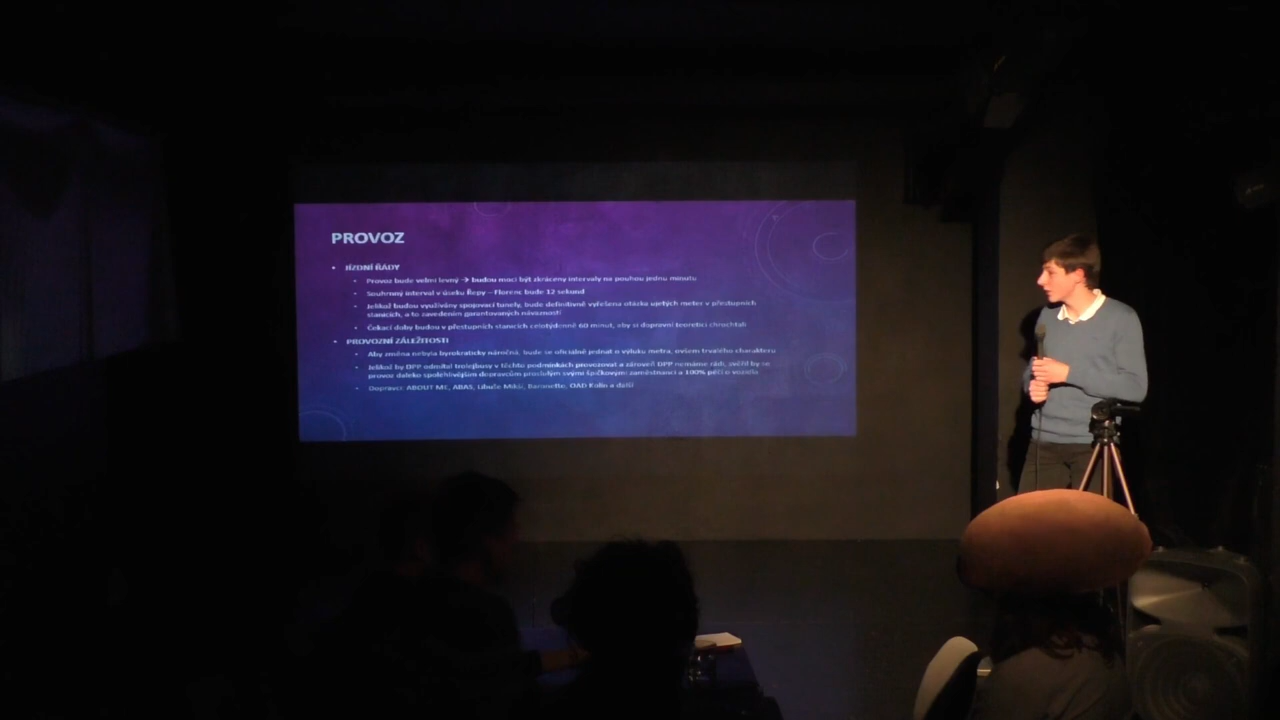 PROVOZ
• JÍZDNÍ ŘÁDY
• Provoz bude velmi levný → budou moci být zkráceny intervaly na pouhou jednu minutu
• Souhrnný interval v úseku Řepy – Florenc bude 12 sekund
• Jelikož budou využívány spojovací tunely, bude definitivně vyřešena otázka ujetých meter v přestupních
stanicích, a to zavedením garantovaných návazností
• Čekací doby budou v přestupních stanicích celotýdenně 60 minut, aby si dopravní teoretici chrochtali
• PROVOZNÍ ZÁLEŽITOSTI
• Aby změna nebyla byrokraticky náročná, bude se oficiálně jednat o výluku metra, ovšem trvalého charakteru
• Jelikož by DPP odmítal trolejbusy v těchto podmínkách provozovat a zároveň DPP nemáme rádi, svěřil by se
provoz daleko spolehlivějším dopravcům proslulým svými špičkovými zaměstnanci a 100% péčí o vozidla
• Dopravci: ABOUT ME, ABAS, Libuše Mikší, OAD Kolín a další